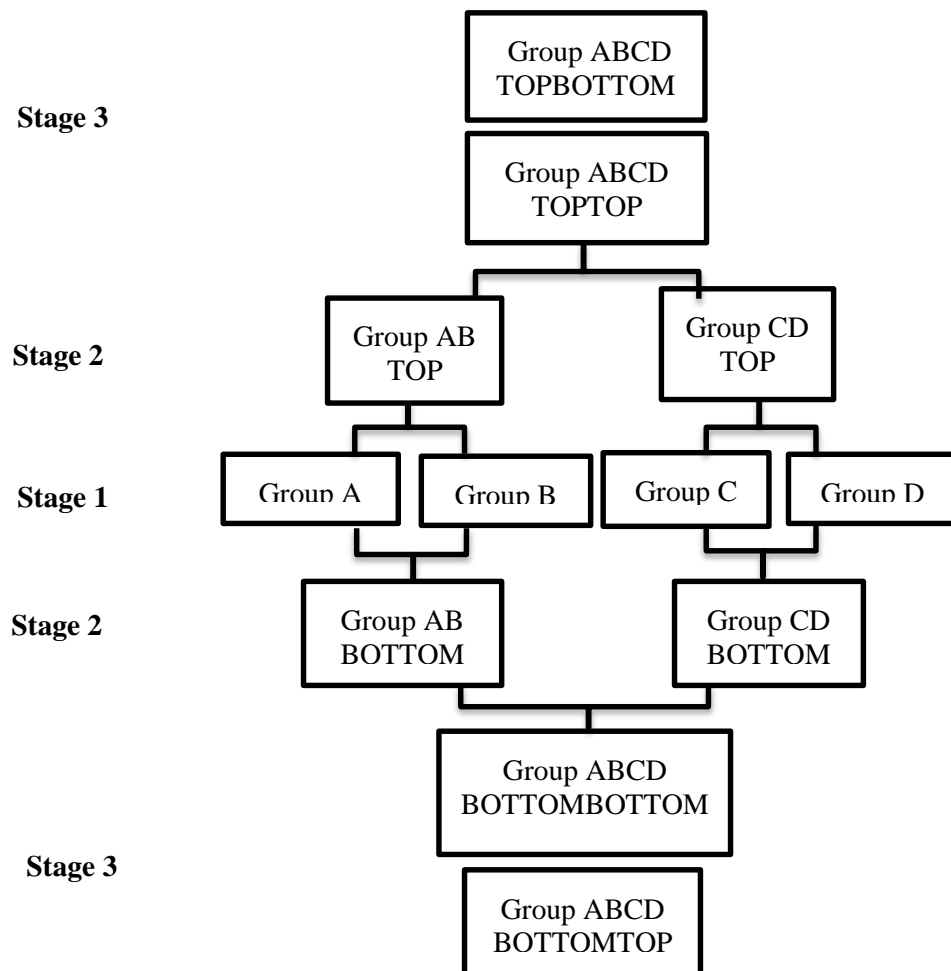 Group ABCD
TOPBOTTOM
Stage 3
Group ABCD
TOPTOP
Group AB
TOP
Group CD
TOP
Stage 2
Group A
Group B
Group C
Group D
Stage 1
Group AB
BOTTOM
Group CD
BOTTOM
Stage 2
Group ABCD
BOTTOMBOTTOM
Stage 3
Group ABCD
BOTTOMTOP